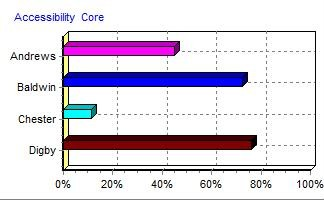 Accessibility Core
Andrews
Baldwin
Chester
Digby
0% 20% 40% 60% 80% 100%